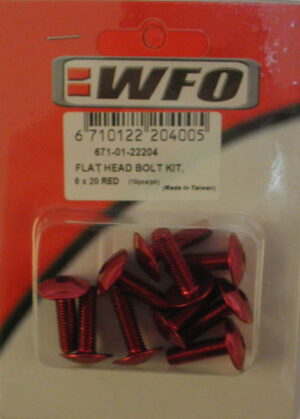 WFO
6 710122 204005
671-01-22204
FLAT HEAD BOLT KIT,
6 x 20 RED (10pcs/pk) (Made in Taiwan)